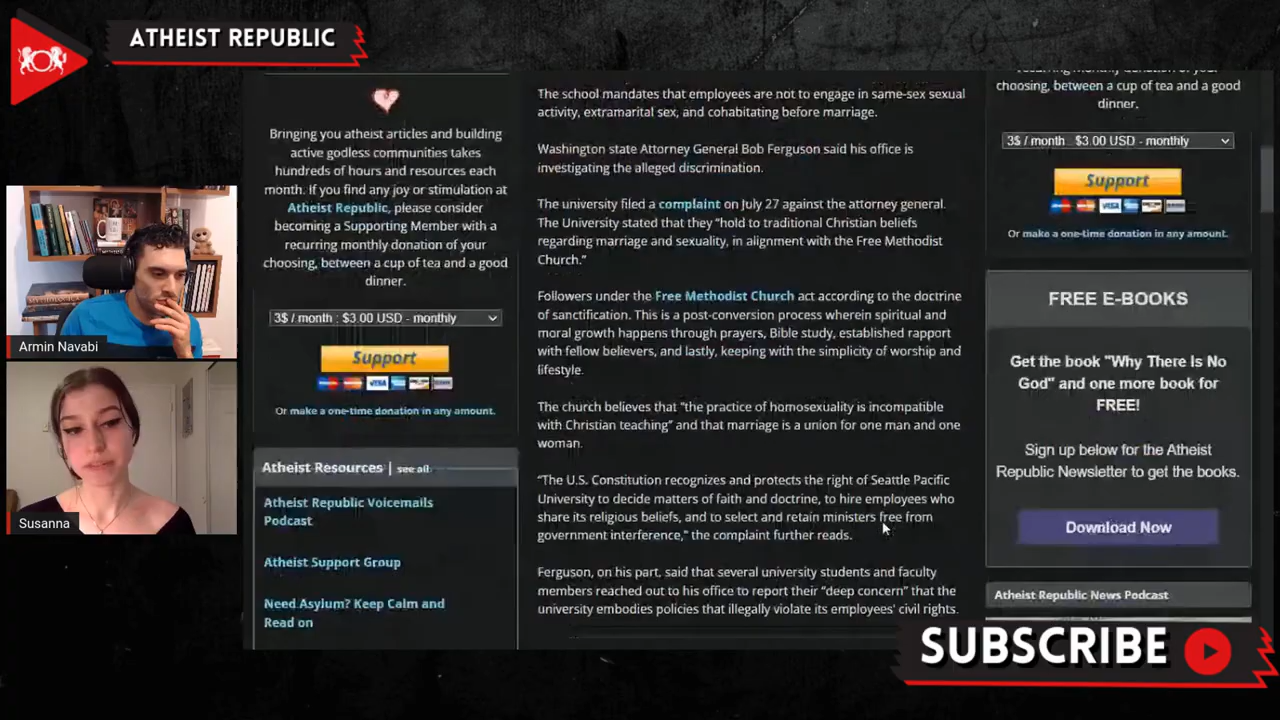 ATHEIST REPUBLIC
Bringing you atheist articles and building
active godless communities takes
hundreds of hours and resources each
month. If you find any joy or stimulation at
Atheist Republic, please consider
becoming a Supporting Member with a
recurring monthly donation of your
choosing, between a cup of tea and a good
dinner.
3$ / month : $3.00 USD - monthly
Support
Or make a one-time donation in any amount.
Atheist Resources | see all
Atheist Republic Voicemails
Podcast
Atheist Support Group
Need Asylum? Keep Calm and
Read on
The school mandates that employees are not to engage in same-sex sexual
activity, extramarital sex, and cohabitating before marriage.
Washington state Attorney General Bob Ferguson said his office is
investigating the alleged discrimination.
The university filed a complaint on July 27 against the attorney general.
The University stated that they “hold to traditional Christian beliefs
regarding marriage and sexuality, in alignment with the Free Methodist
Church.”
Followers under the Free Methodist Church act according to the doctrine
of sanctification. This is a post-conversion process wherein spiritual and
moral growth happens through prayers, Bible study, established rapport
with fellow believers, and lastly, keeping with the simplicity of worship and
lifestyle.
The church believes that “the practice of homosexuality is incompatible
with Christian teaching” and that marriage is a union for one man and one
woman.
“The U.S. Constitution recognizes and protects the right of Seattle Pacific
University to decide matters of faith and doctrine, to hire employees who
share its religious beliefs, and to select and retain ministers free from
government interference,” the complaint further reads.
Ferguson, on his part, said that several university students and faculty
members reached out to his office to report their “deep concern” that the
university embodies policies that illegally violate its employees’ civil rights.
choosing, between a cup of tea and a good
dinner.
3$ / month : $3.00 USD - monthly
Support
Or make a one-time donation in any amount.
FREE E-BOOKS
Get the book "Why There Is No
God" and one more book for
FREE!
Sign up below for the Atheist
Republic Newsletter to get the books.
Download Now
Atheist Republic News Podcast
Armin Navabi
Susanna
SUBSCRIBE